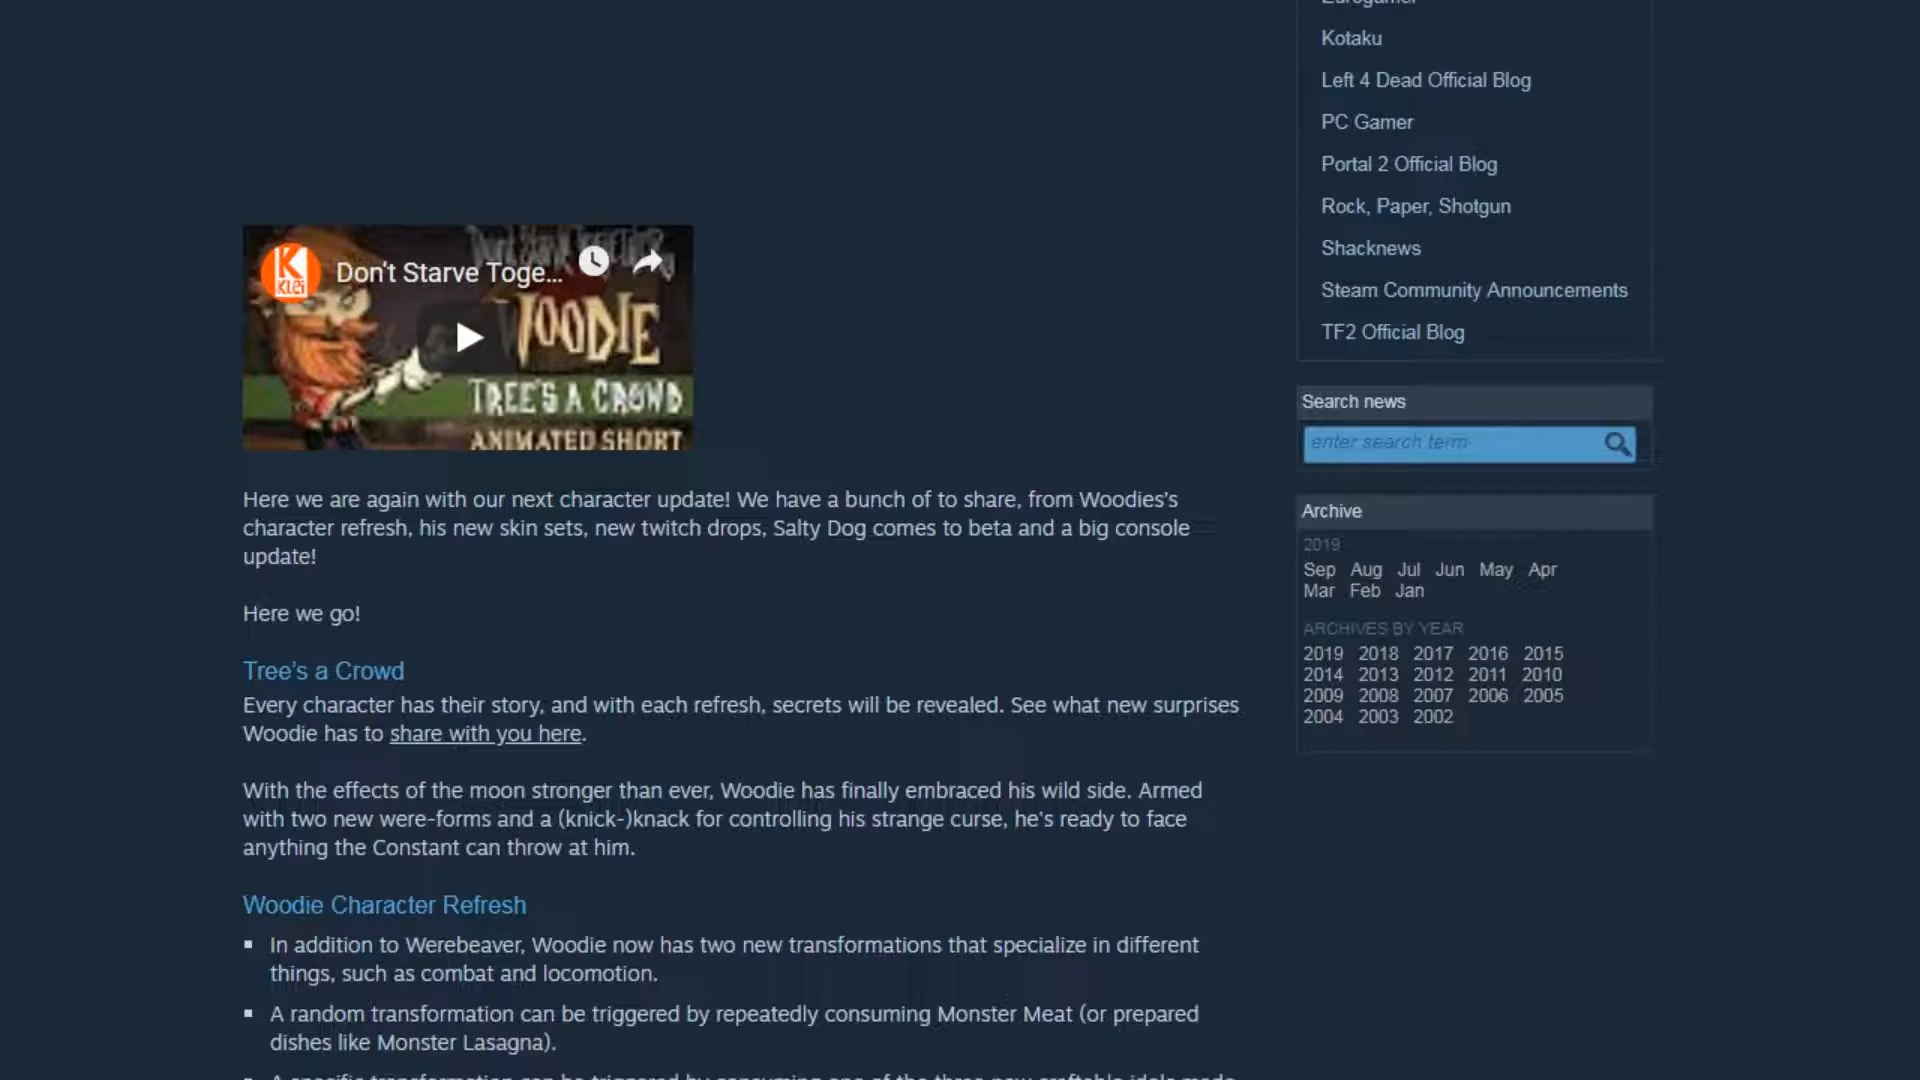 Kotaku
Left 4 Dead Official Blog
PC Gamer
Portal 2 Official Blog
Rock, Paper, Shotgun
Shacknews
Steam Community Announcements
TF2 Official Blog
Search news
enter search term
Archive
2019
Sep Aug Jul Jun May Apr
Mar Feb Jan
ARCHIVES BY YEAR
2019 2018 2017 2016 2015
2014 2013 2012 2011 2010
2009 2008 2007 2006 2005
2004 2003 2002
KLEi
Don't Starve Toge...
WOODIE
TREE'S A CROWD
ANIMATED SHORT
Here we are again with our next character update! We have a bunch of to share, from Woodies's
character refresh, his new skin sets, new twitch drops, Salty Dog comes to beta and a big console
update!
Here we go!
Tree's a Crowd
Every character has their story, and with each refresh, secrets will be revealed. See what new surprises
Woodie has to share with you here.
With the effects of the moon stronger than ever, Woodie has finally embraced his wild side. Armed
with two new were-forms and a (knick-)knack for controlling his strange curse, he's ready to face
anything the Constant can throw at him.
Woodie Character Refresh
▪ In addition to Werebeaver, Woodie now has two new transformations that specialize in different
things, such as combat and locomotion.
▪ A random transformation can be triggered by repeatedly consuming Monster Meat (or prepared
dishes like Monster Lasagna).